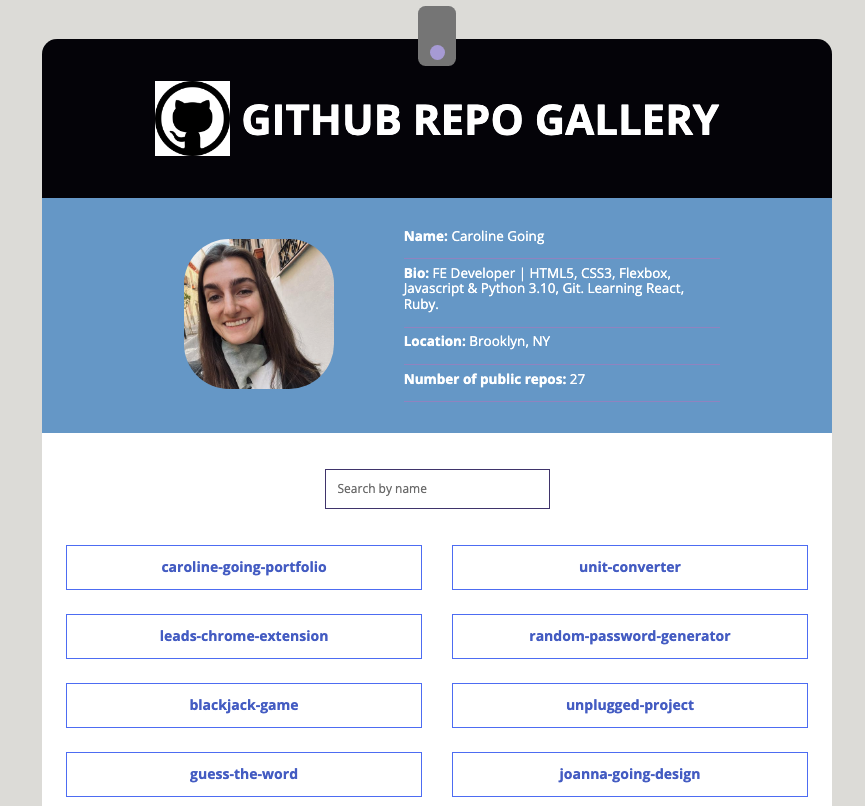 GITHUB REPO GALLERY
Name: Caroline Going
Bio: FE Developer | HTML5, CSS3, Flexbox,
Javascript & Python 3.10, Git. Learning React,
Ruby.
Location: Brooklyn, NY
Number of public repos: 27
Search by name
caroline-going-portfolio
unit-converter
leads-chrome-extension
random-password-generator
blackjack-game
unplugged-project
guess-the-word
joanna-going-design